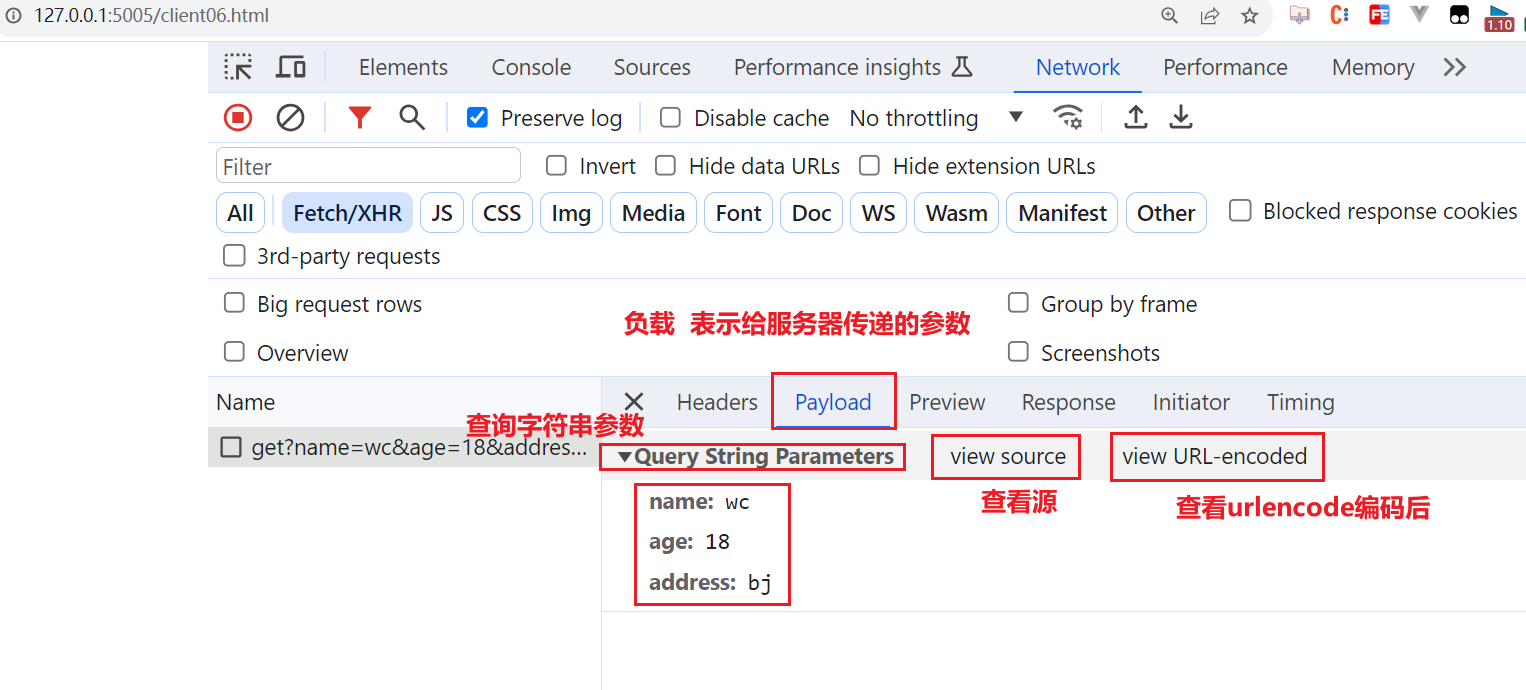 127.0.0.1:5005/client06.html
1.10
Elements Console Sources Performance insights Network Performance Memory
Preserve log Disable cache No throttling
Filter Invert Hide data URLs Hide extension URLs
All Fetch/XHR JS CSS Img Media Font Doc WS Wasm Manifest Other Blocked response cookies
3rd-party requests
Big request rows Group by frame
负载 表示给服务器传递的参数
Overview Screenshots
Name Headers Payload Preview Response Initiator Timing
查询字符串参数
get?name=wc&age=18&addres...
Query String Parameters view source view URL-encoded
name: wc
查看源 查看urlencode编码后
age: 18
address: bj